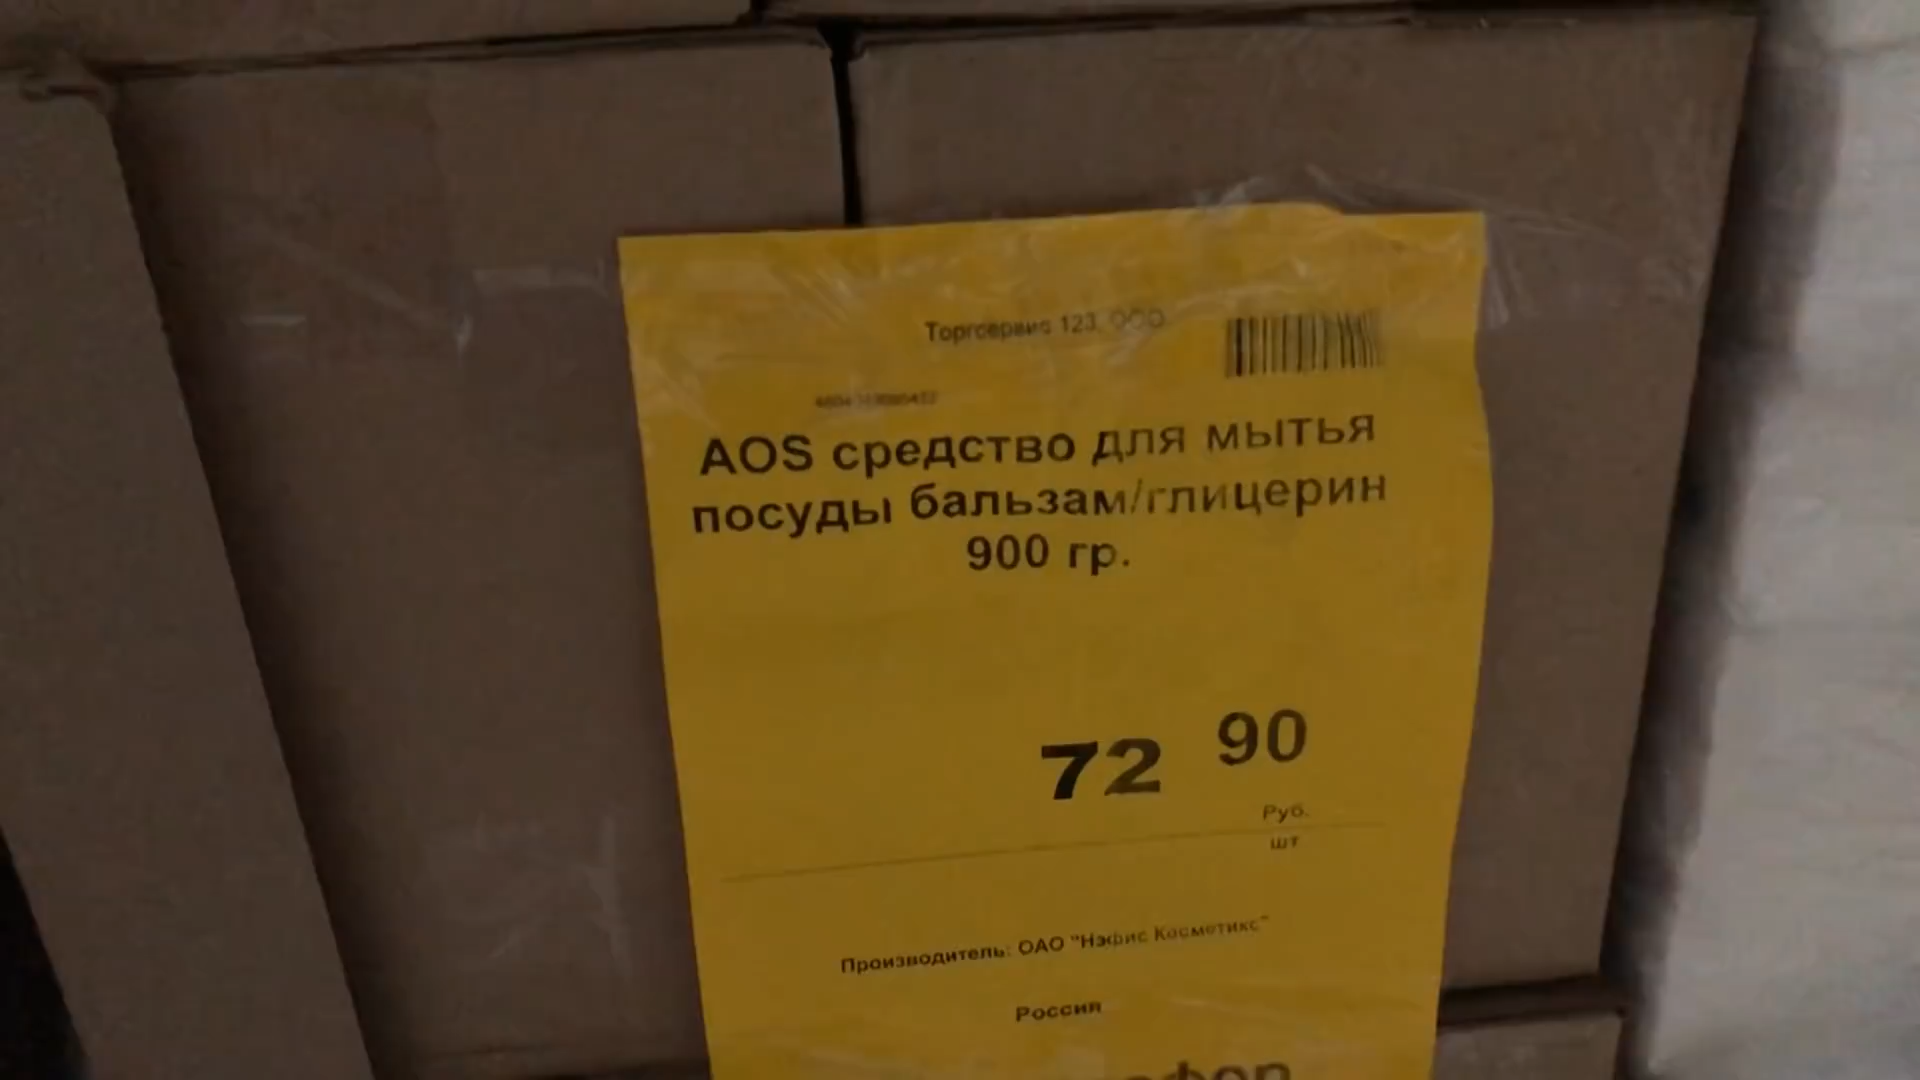 Торгсервис 123, ООО
AOS средство для мытья
посуды бальзам/глицерин
900 гр.
72 90
Руб.
шт
Производитель: ОАО "Нэфис Косметикс"
Россия